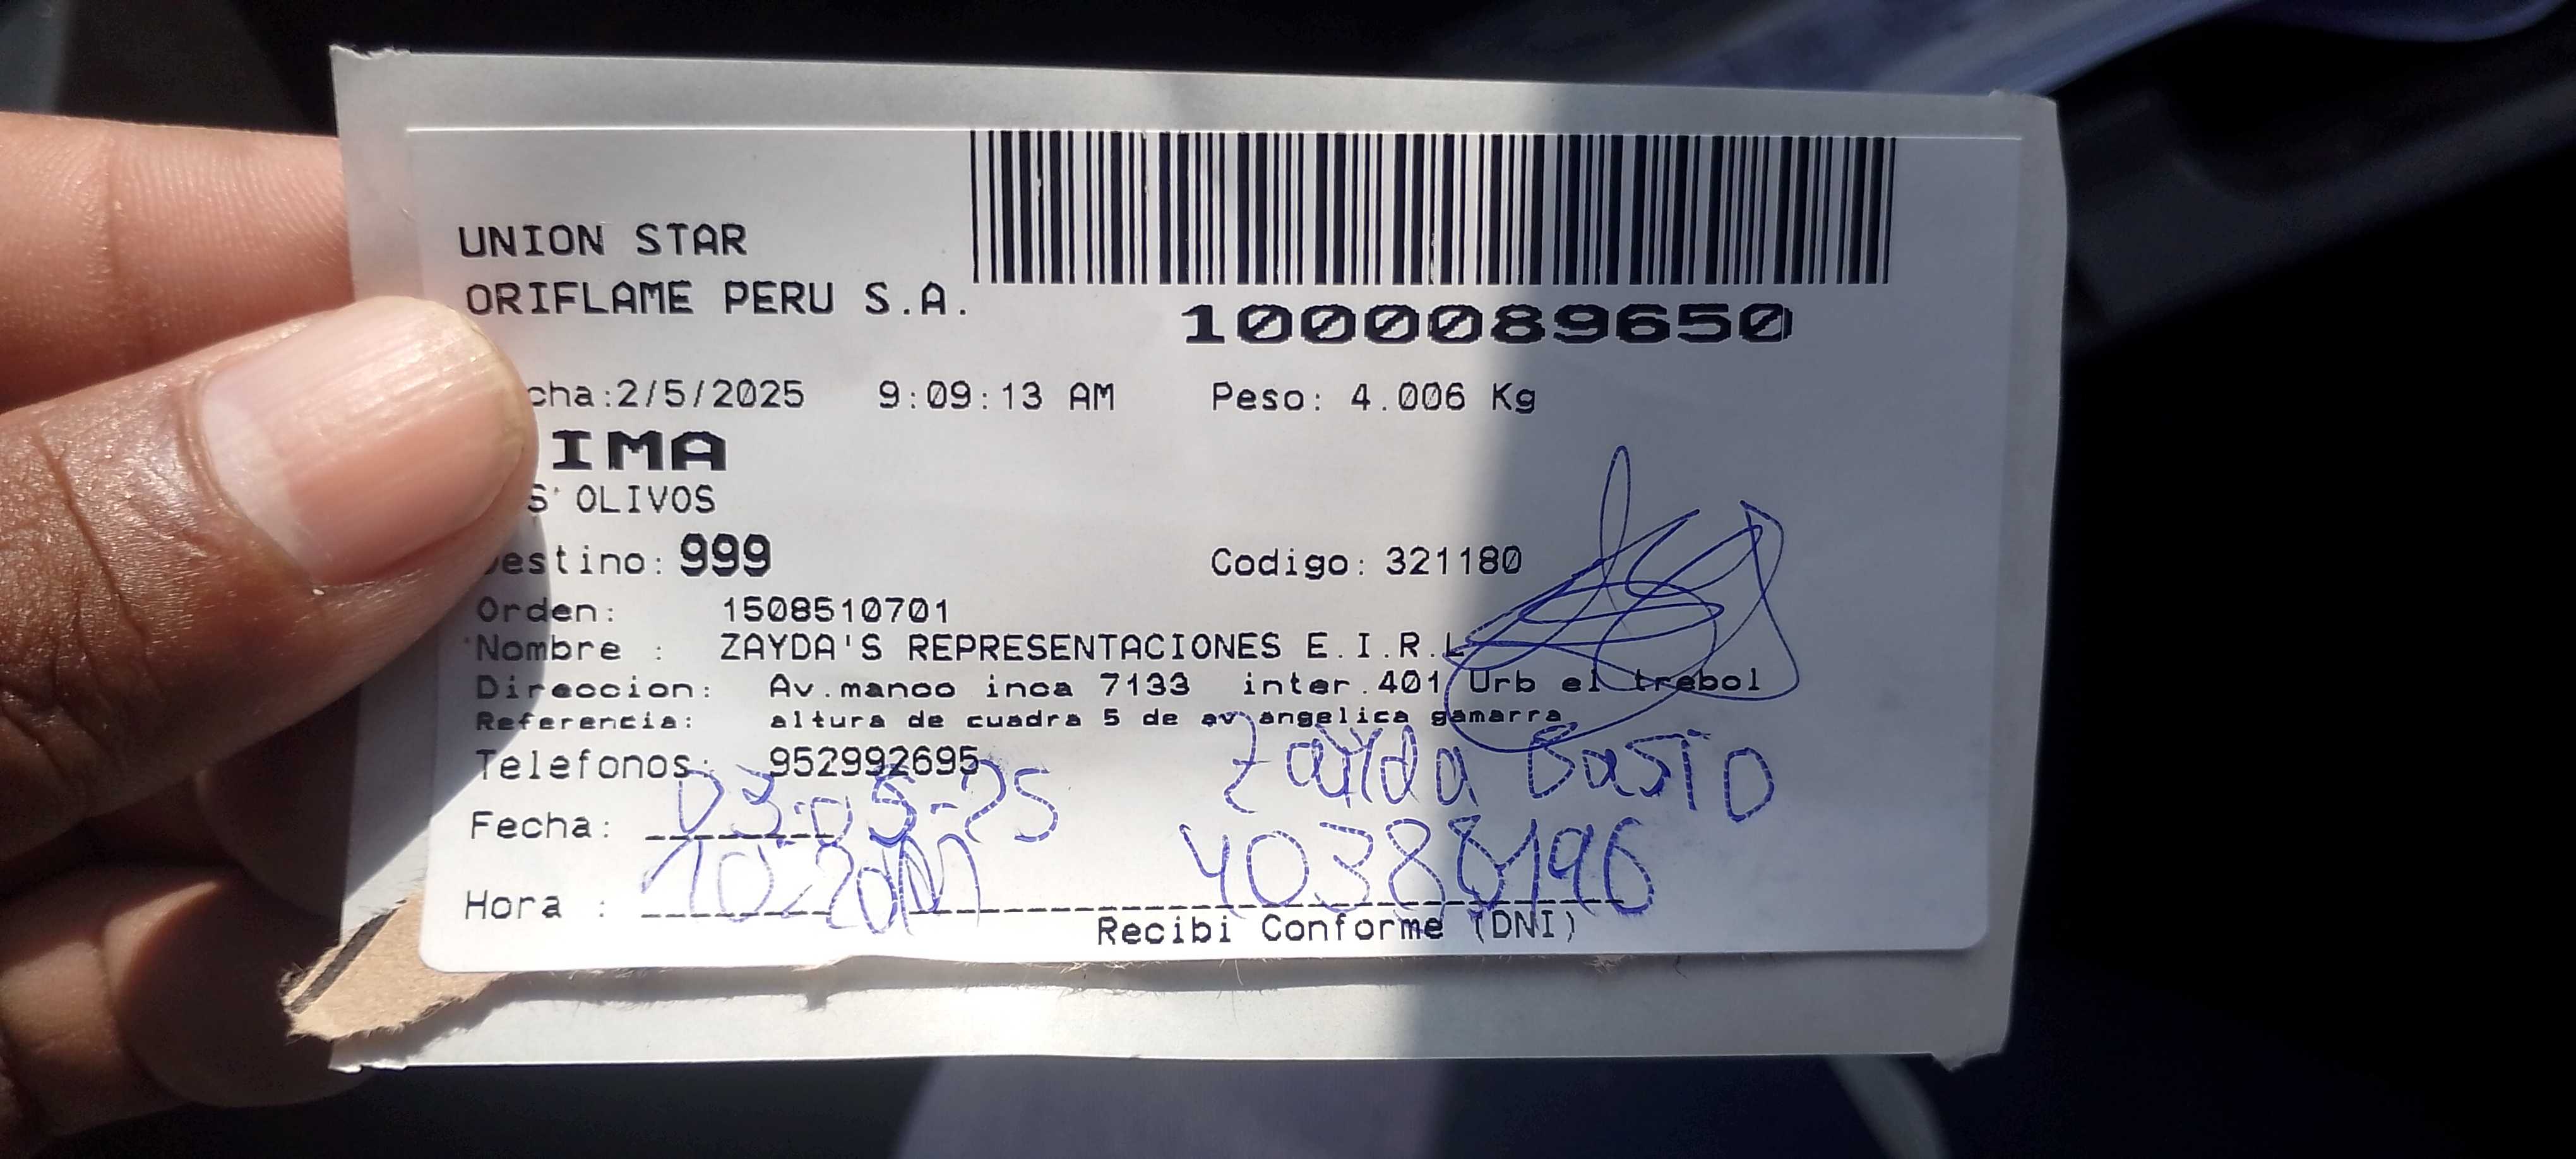 UNION STAR
ORIFLAME PERU S.A.
1000089650
cha:2/5/2025 9:09:13 AM Peso: 4.006 Kg
IMA
S OLIVOS
estino: 999 Codigo: 321180
Orden: 1508510701
Nombre : ZAYDA'S REPRESENTACIONES E.I.R.L
Direccion: Av.manco inca 7133 inter.401 Urb el trebol
Referencia: altura de cuadra 5 de av angelica gamarra
Telefonos: 952992695
Zayda Basto
Fecha: 03-05-25
40388196
Hora :
Recibi Conforme (DNI)